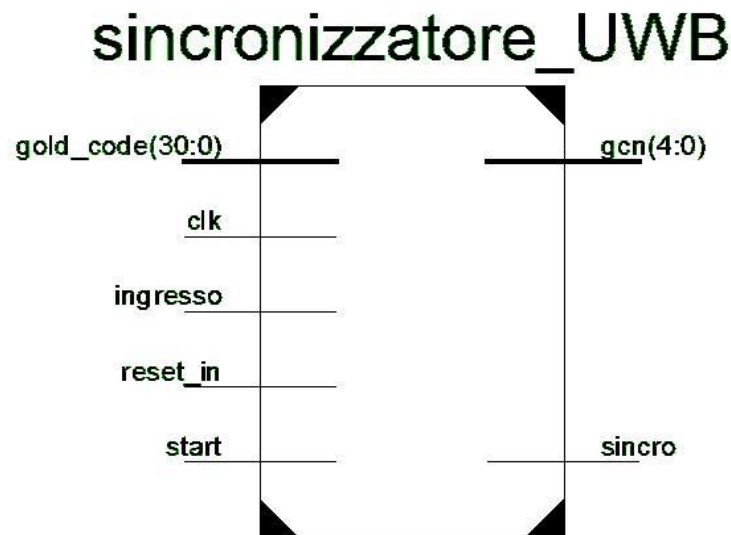 sincronizzatore_UWB
gold_code(30:0)
gcn(4:0)
clk
ingresso
reset_in
start
sincro